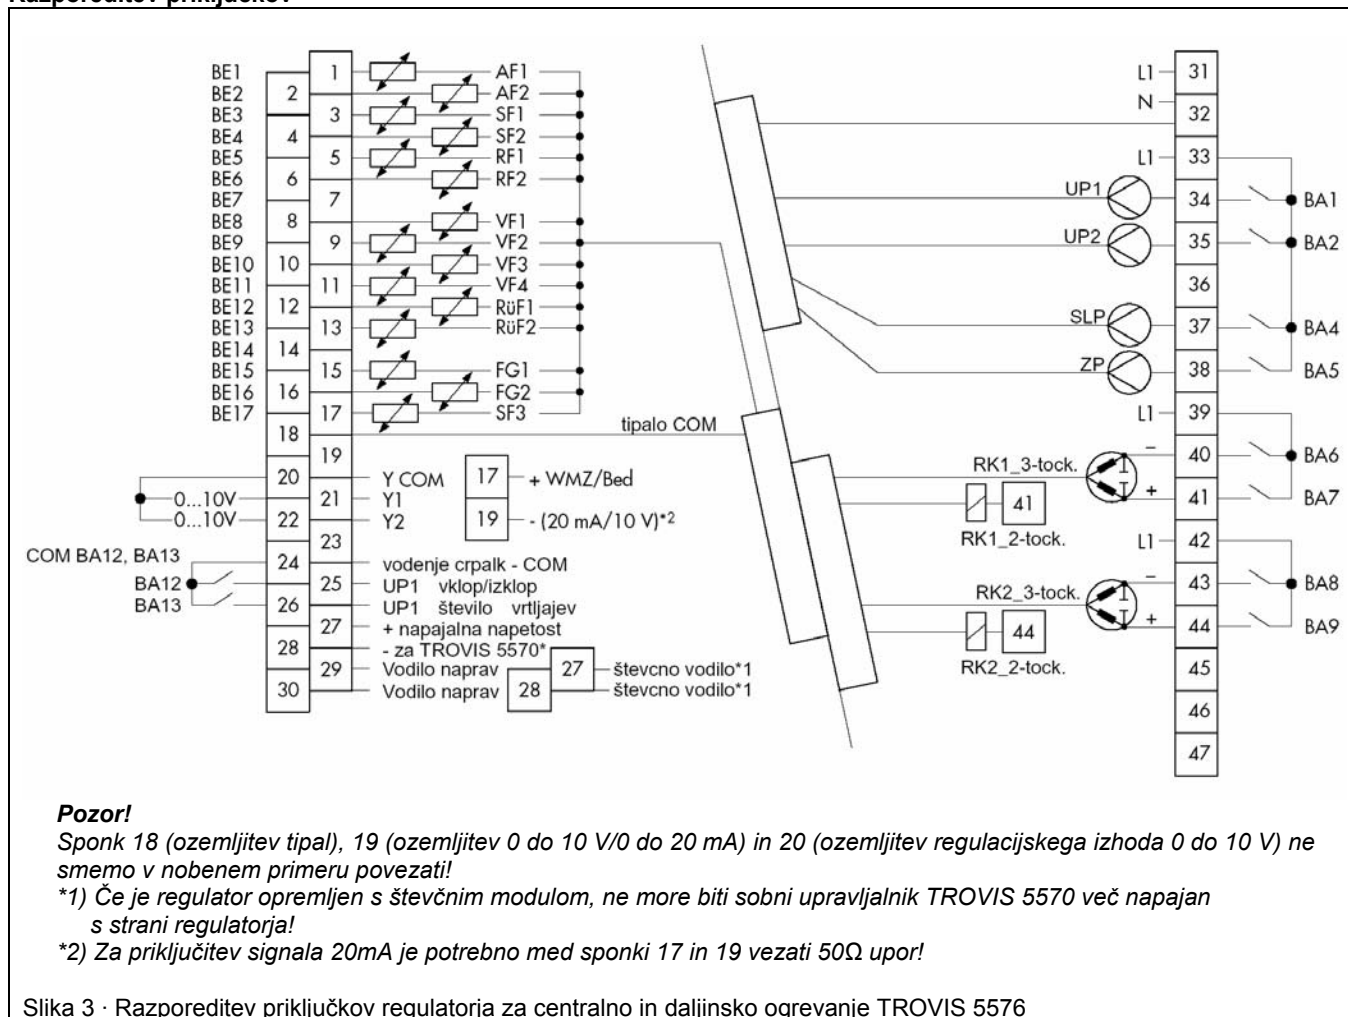 Razporeditev priključkov
BE1 1 AF1
BE2 2 AF2
BE3 3 SF1
BE4 4 SF2
BE5 5 RF1
BE6 6 RF2
BE7 7
BE8 8 VF1
BE9 9 VF2
BE10 10 VF3
BE11 11 VF4
BE12 12 RüF1
BE13 13 RüF2
BE14 14
BE15 15 FG1
BE16 16 FG2
BE17 17 SF3
18 tipalo COM
19
20 Y COM 17 + WMZ/Bed
0...10V 21 Y1
0...10V 22 Y2 19 - (20 mA/10 V)*2
23
COM BA12, BA13 24 vodenje crpalk - COM
BA12 25 UP1 vklop/izklop
BA13 26 UP1 število vrtljajev
27 + napajalna napetost
28 - za TROVIS 5570*
29 Vodilo naprav 27 števcno vodilo*1
30 Vodilo naprav 28 števcno vodilo*1
L1 31
N 32
L1 33
UP1 34 BA1
UP2 35 BA2
36
SLP 37 BA4
ZP 38 BA5
L1 39
RK1_3-tock. − 40 BA6
41 + 41 BA7
RK1_2-tock.
L1 42
RK2_3-tock. − 43 BA8
44 + 44 BA9
RK2_2-tock.
45
46
47
Pozor!
Sponk 18 (ozemljitev tipal), 19 (ozemljitev 0 do 10 V/0 do 20 mA) in 20 (ozemljitev regulacijskega izhoda 0 do 10 V) ne
smemo v nobenem primeru povezati!
*1) Če je regulator opremljen s števčnim modulom, ne more biti sobni upravljalnik TROVIS 5570 več napajan
s strani regulatorja!
*2) Za priključitev signala 20mA je potrebno med sponki 17 in 19 vezati 50Ω upor!
Slika 3 · Razporeditev priključkov regulatorja za centralno in daljinsko ogrevanje TROVIS 5576